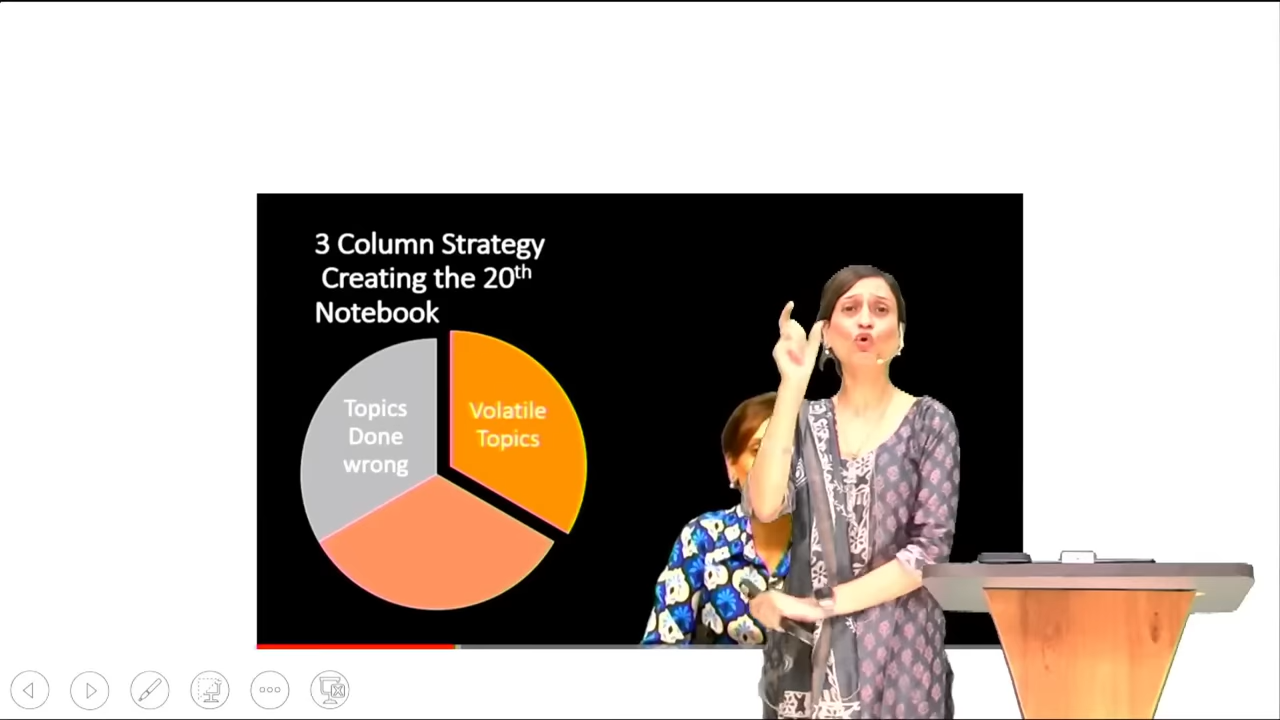 3 Column Strategy
Creating the 20th
Notebook
Topics
Done
wrong
Volatile
Topics